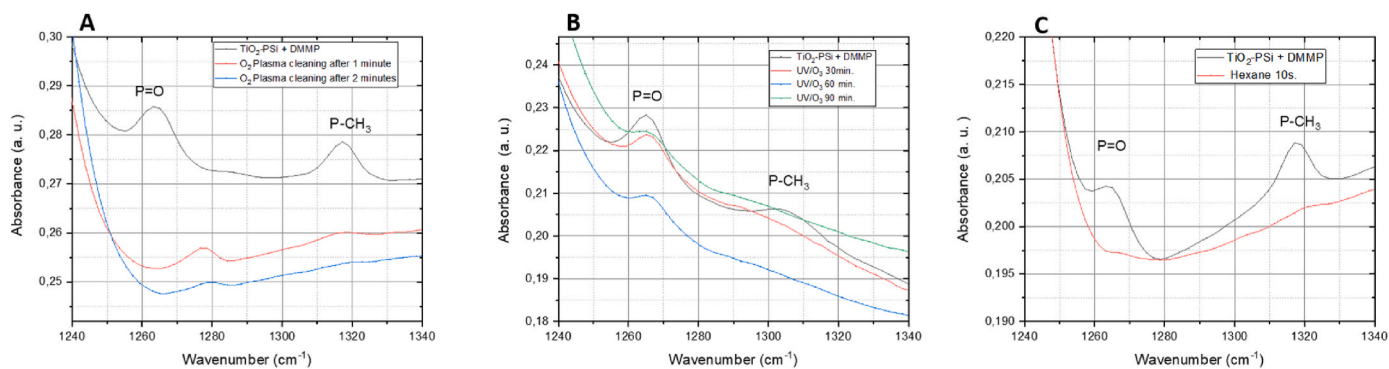 A
0,30
0,29
0,28
0,27
0,26
0,25
Absorbance (a. u.)
TiO₂-PSi + DMMP
O₂ Plasma cleaning after 1 minute
O₂ Plasma cleaning after 2 minutes
P=O
P-CH₃
1240 1260 1280 1300 1320 1340
Wavenumber (cm⁻¹)
B
0,24
0,23
0,22
0,21
0,20
0,19
0,18
Absorbance (a. u.)
TiO₂-PSi + DMMP
UV/O₃ 30min.
UV/O₃ 60 min.
UV/O₃ 90 min.
P=O
P-CH₃
1240 1260 1280 1300 1320 1340
Wavenumber (cm⁻¹)
C
0,220
0,215
0,210
0,205
0,200
0,195
0,190
Absorbance (a. u.)
TiO₂-PSi + DMMP
Hexane 10s.
P=O
P-CH₃
1260 1280 1300 1320 1340
Wavenumber (cm⁻¹)